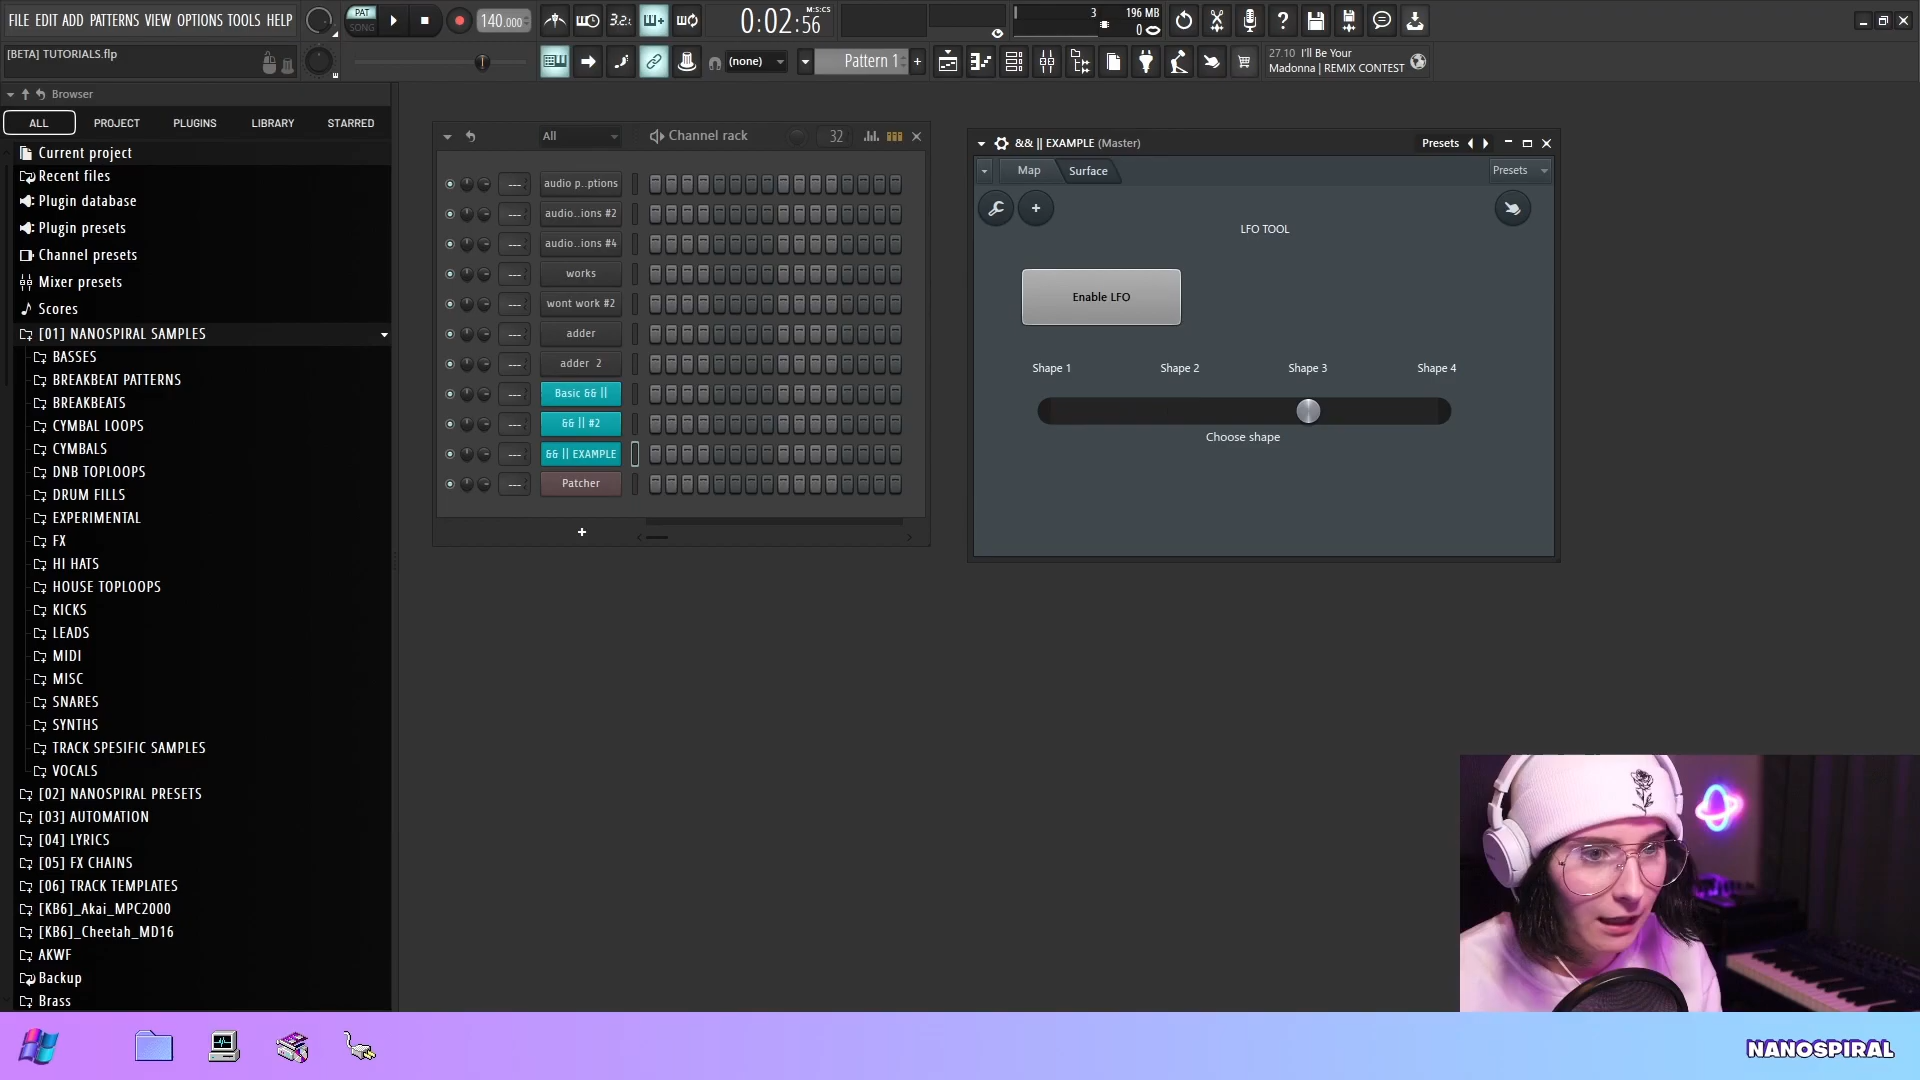 FILE EDIT ADD PATTERNS VIEW OPTIONS TOOLS HELP
PAT
SONG
140.000
3.2.
0:02:56
M:S:CS
3
196 MB
0
[BETA] TUTORIALS.flp
(none)
Pattern 1
27.10 I'll Be Your
Madonna | REMIX CONTEST
Browser
ALL
PROJECT
PLUGINS
LIBRARY
STARRED
Current project
Recent files
Plugin database
Plugin presets
Channel presets
Mixer presets
Scores
[01] NANOSPIRAL SAMPLES
BASSES
BREAKBEAT PATTERNS
BREAKBEATS
CYMBAL LOOPS
CYMBALS
DNB TOPLOOPS
DRUM FILLS
EXPERIMENTAL
FX
HI HATS
HOUSE TOPLOOPS
KICKS
LEADS
MIDI
MISC
SNARES
SYNTHS
TRACK SPESIFIC SAMPLES
VOCALS
[02] NANOSPIRAL PRESETS
[03] AUTOMATION
[04] LYRICS
[05] FX CHAINS
[06] TRACK TEMPLATES
[KB6]_Akai_MPC2000
[KB6]_Cheetah_MD16
AKWF
Backup
Brass
All
Channel rack
32
audio p..ptions
audio..ions #2
audio..ions #4
works
wont work #2
adder
adder 2
Basic && ||
&& || #2
&& || EXAMPLE
Patcher
&& || EXAMPLE (Master)
Presets
Map
Surface
Presets
LFO TOOL
Enable LFO
Shape 1
Shape 2
Shape 3
Shape 4
Choose shape
NANOSPIRAL